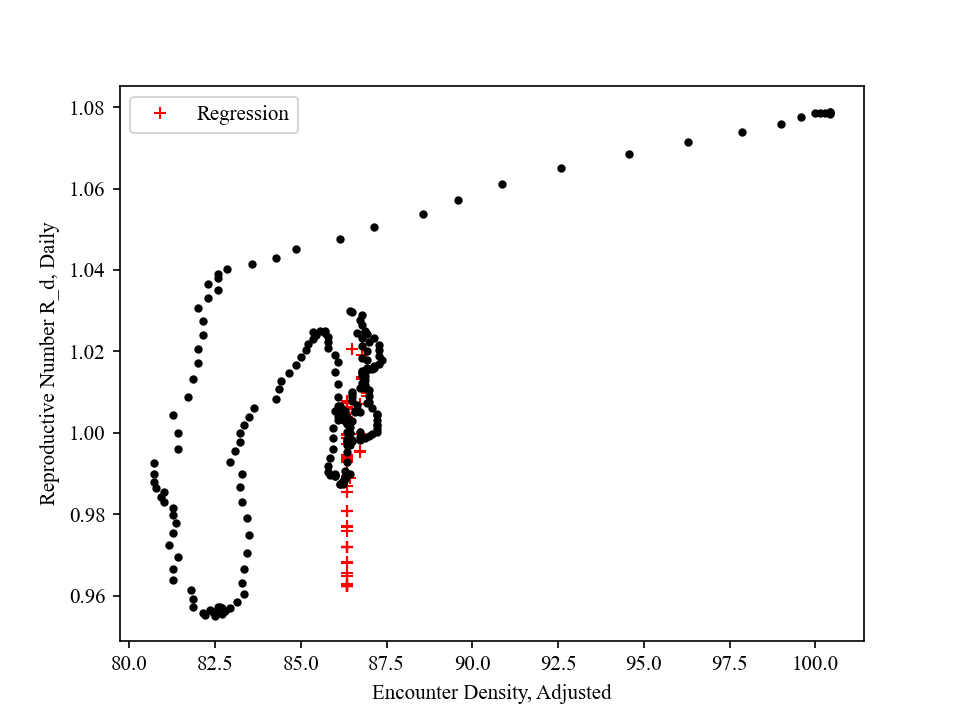 Regression
1.08
1.06
1.04
1.02
1.00
0.98
0.96
Reproductive Number R_d, Daily
80.0 82.5 85.0 87.5 90.0 92.5 95.0 97.5 100.0
Encounter Density, Adjusted